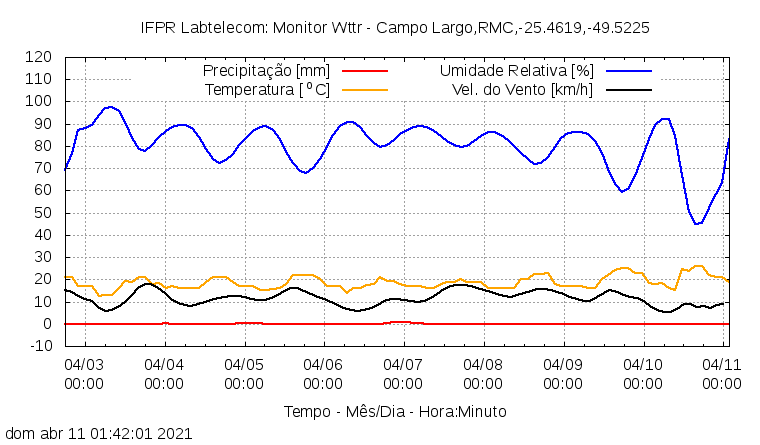 IFPR Labtelecom: Monitor Wttr - Campo Largo,RMC,-25.4619,-49.5225
Precipitação [mm]
Temperatura [⁰C]
Umidade Relativa [%]
Vel. do Vento [km/h]
120
110
100
90
80
70
60
50
40
30
20
10
0
-10
04/03 04/04 04/05 04/06 04/07 04/08 04/09 04/10 04/11
00:00 00:00 00:00 00:00 00:00 00:00 00:00 00:00 00:00
Tempo - Mês/Dia - Hora:Minuto
dom abr 11 01:42:01 2021